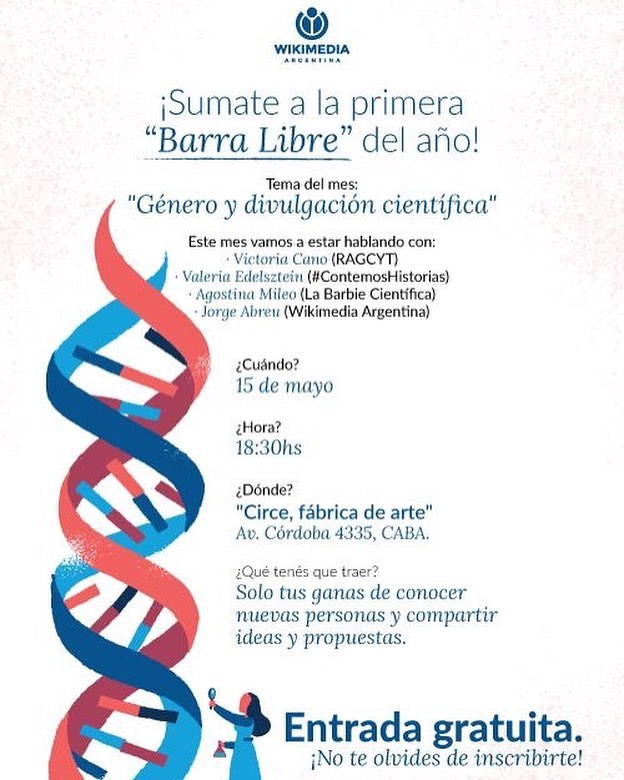 WIKIMEDIA
ARGENTINA
¡Sumate a la primera
“Barra Libre” del año!
Tema del mes:
"Género y divulgación científica"
Este mes vamos a estar hablando con:
· Victoria Cano (RAGCYT)
· Valeria Edelsztein (#ContemosHistorias)
· Agostina Mileo (La Barbie Científica)
· Jorge Abreu (Wikimedia Argentina)
¿Cuándo?
15 de mayo
¿Hora?
18:30hs
¿Dónde?
"Circe, fábrica de arte"
Av. Córdoba 4335, CABA.
¿Qué tenés que traer?
Solo tus ganas de conocer
nuevas personas y compartir
ideas y propuestas.
Entrada gratuita.
¡No te olvides de inscribirte!